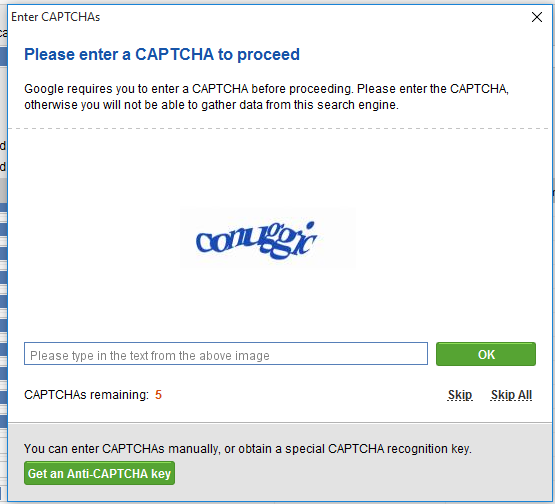 Enter CAPTCHAs
Please enter a CAPTCHA to proceed
Google requires you to enter a CAPTCHA before proceeding. Please enter the CAPTCHA,
otherwise you will not be able to gather data from this search engine.
Please type in the text from the above image
OK
CAPTCHAs remaining: 5
Skip
Skip All
You can enter CAPTCHAs manually, or obtain a special CAPTCHA recognition key.
Get an Anti-CAPTCHA key